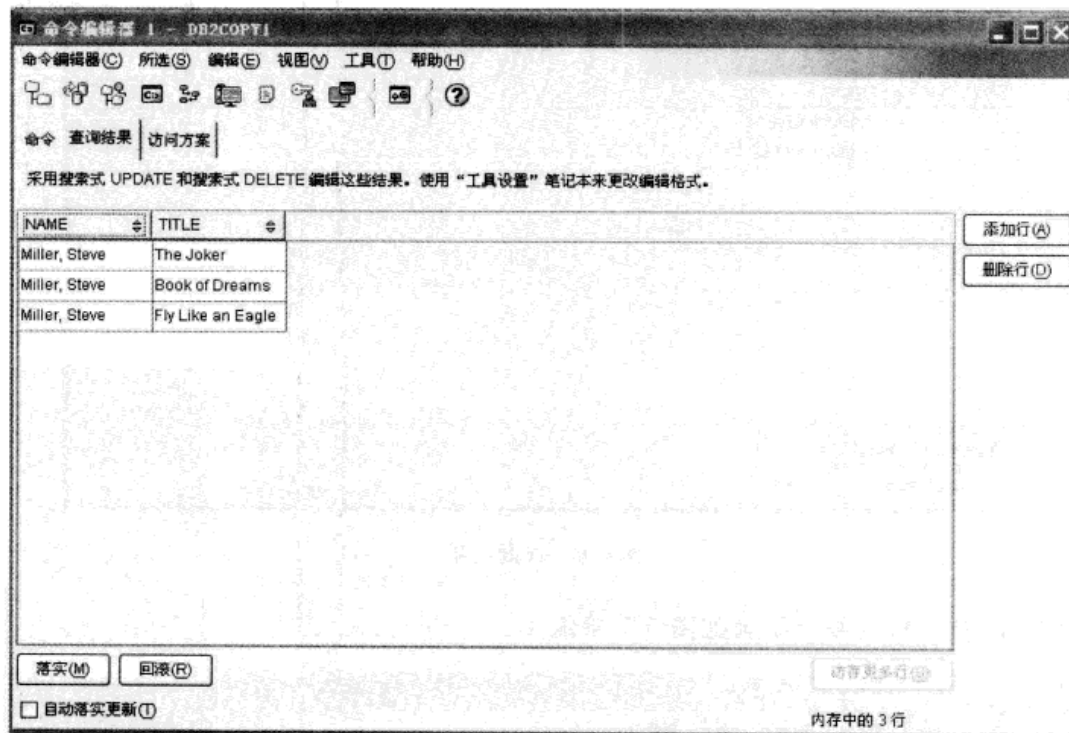 命令编辑器 1 - DB2COPY1
命令编辑器(C) 所选(S) 编辑(E) 视图(V) 工具(T) 帮助(H)
命令 查询结果 访问方案
采用搜索式 UPDATE 和搜索式 DELETE 编辑这些结果。使用“工具设置”笔记本来更改编辑格式。
NAME TITLE
添加行(A)
Miller, Steve The Joker
删除行(D)
Miller, Steve Book of Dreams
Miller, Steve Fly Like an Eagle
落实(M) 回滚(R)
访存更多行
自动落实更新(T)
内存中的 3 行